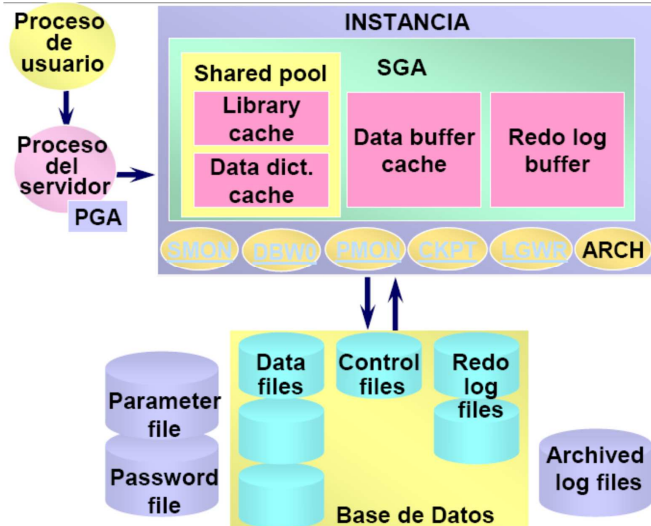 Proceso
de
usuario
Proceso
del
servidor
PGA
INSTANCIA
SGA
Shared pool
Library
cache
Data dict.
cache
Data buffer
cache
Redo log
buffer
SMON
DBW0
PMON
CKPT
LGWR
ARCH
Parameter
file
Password
file
Data
files
Control
files
Redo
log
files
Base de Datos
Archived
log files